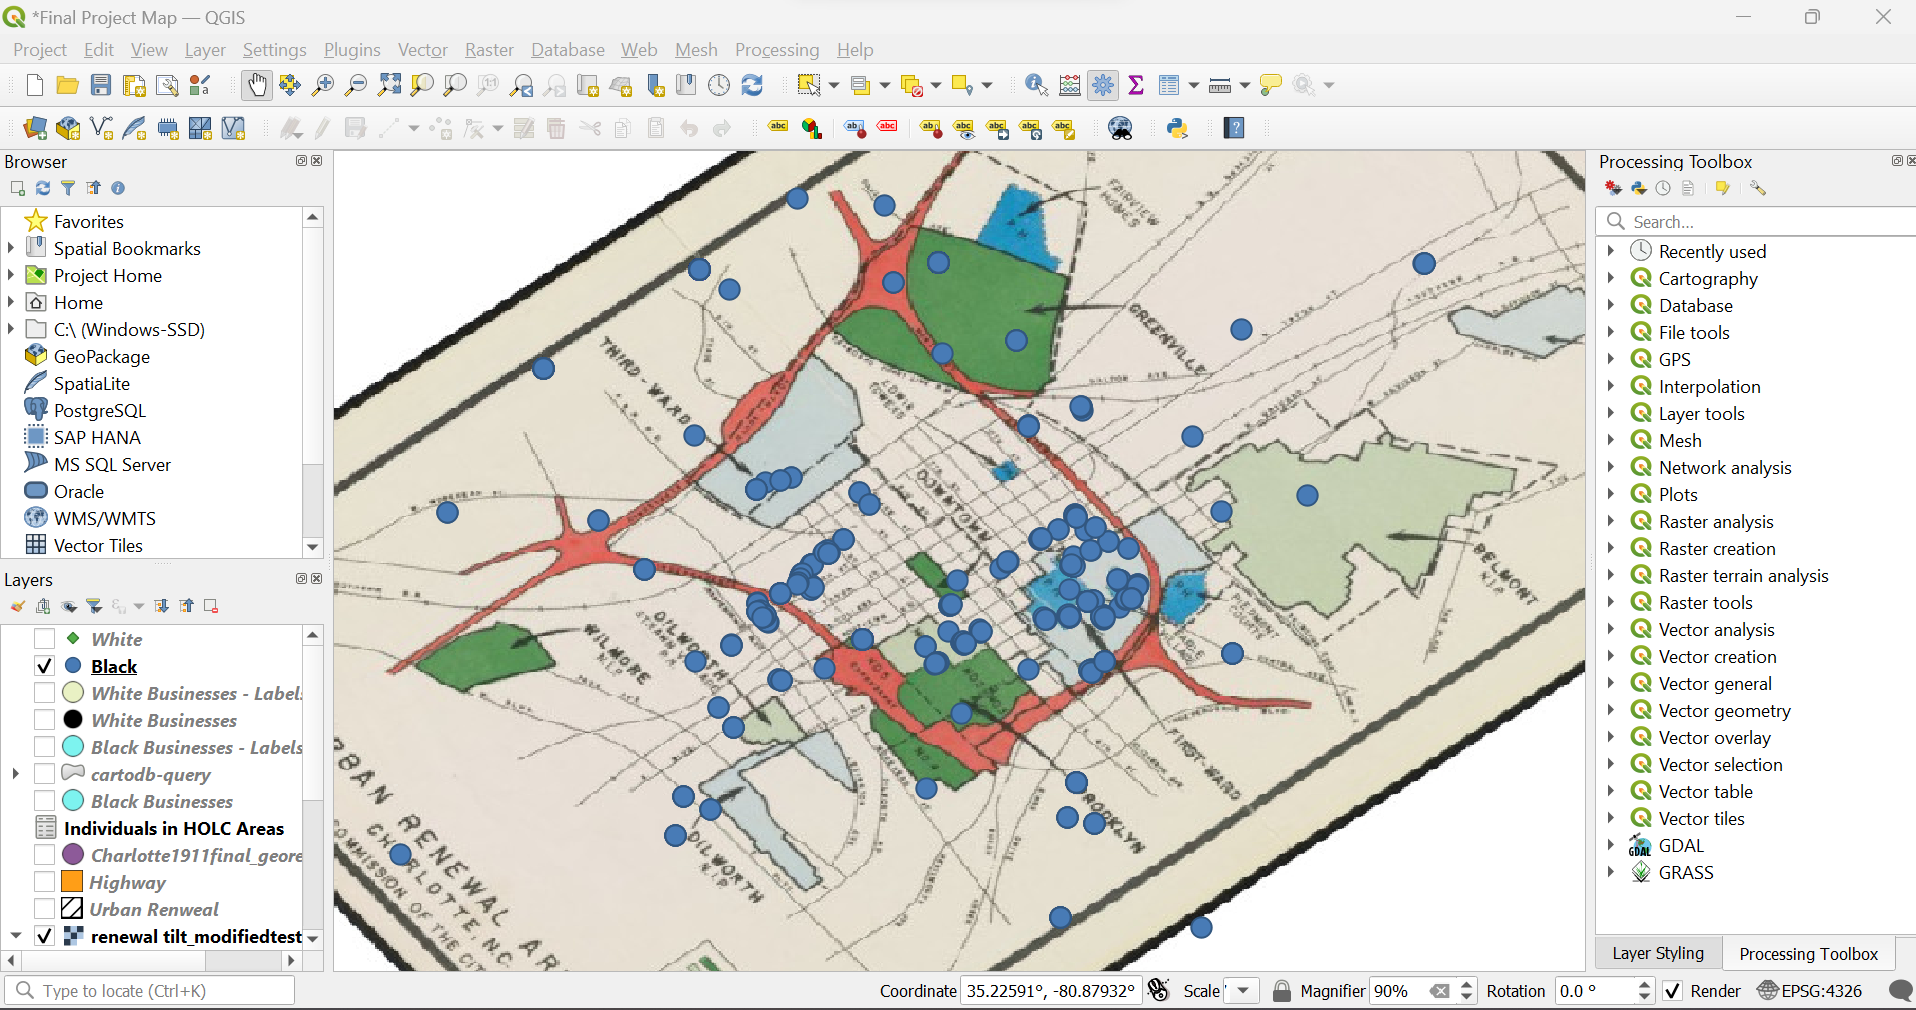 *Final Project Map — QGIS
Project Edit View Layer Settings Plugins Vector Raster Database Web Mesh Processing Help
Browser
Favorites
Spatial Bookmarks
Project Home
Home
C:\ (Windows-SSD)
GeoPackage
SpatiaLite
PostgreSQL
SAP HANA
MS SQL Server
Oracle
WMS/WMTS
Vector Tiles
Layers
White
Black
White Businesses - Label
White Businesses
Black Businesses - Labels
cartodb-query
Black Businesses
Individuals in HOLC Areas
Charlotte1911final_geore
Highway
Urban Renweal
renewal tilt_modifiedtest
Type to locate (Ctrl+K)
FAIRVIEW
HOMES
GREENVILLE
THIRD-WARD
DOWNTOWN
BELMONT
N.I.P.
PIEDMONT
COURTS
WILMORE
N.I.P.
DILWORTH
FIRST-WARD
BROOKLYN
DILWORTH
N.I.P.
RBAN RENEWAL AR
CHARLOTTE, N.C.
COMMISSION OF THE CIT
Processing Toolbox
Search...
Recently used
Cartography
Database
File tools
GPS
Interpolation
Layer tools
Mesh
Network analysis
Plots
Raster analysis
Raster creation
Raster terrain analysis
Raster tools
Vector analysis
Vector creation
Vector general
Vector geometry
Vector overlay
Vector selection
Vector table
Vector tiles
GDAL
GRASS
Layer Styling Processing Toolbox
Coordinate 35.22591°, -80.87932° Scale Magnifier 90% Rotation 0.0 ° Render EPSG:4326